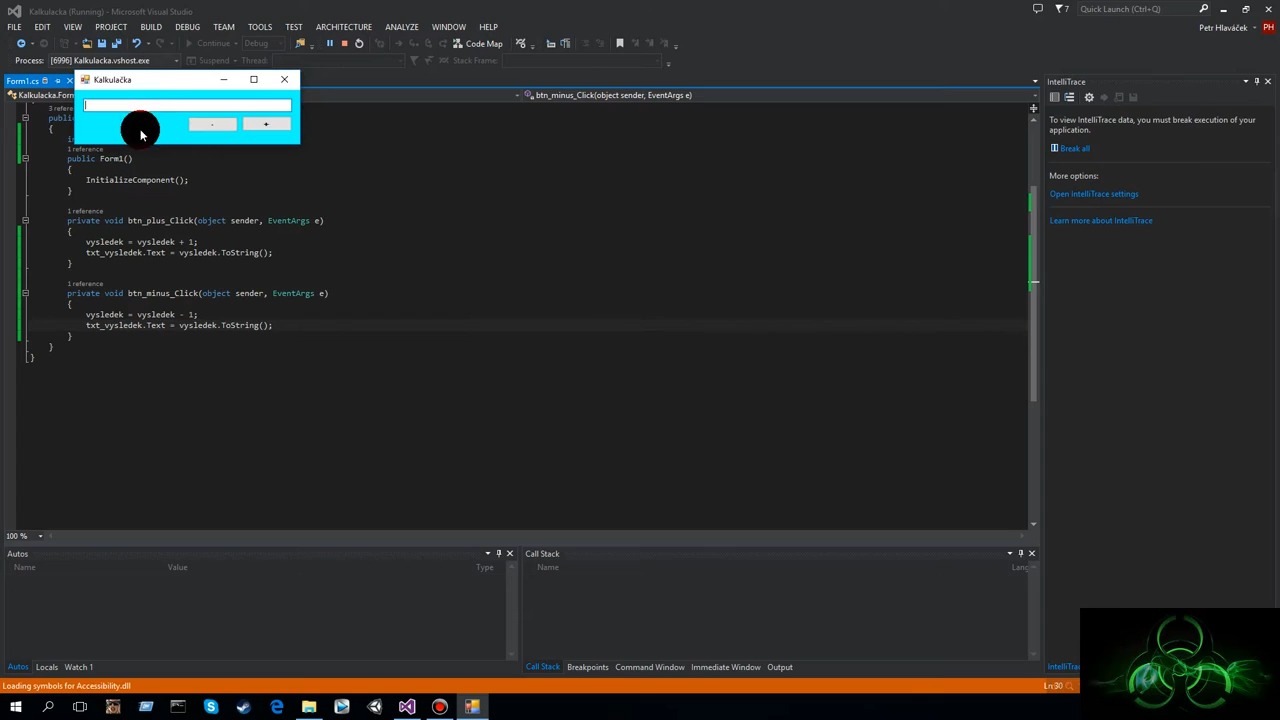 Kalkulacka (Running) - Microsoft Visual Studio
7
Quick Launch (Ctrl+Q)
FILE EDIT VIEW PROJECT BUILD DEBUG TEAM TOOLS TEST ARCHITECTURE ANALYZE WINDOW HELP
Petr Hlaváček PH
Continue Debug Code Map
Process: [6996] Kalkulacka.vshost.exe Suspend Thread: Stack Frame:
Form1.cs
Kalkulačka
IntelliTrace
Kalkulacka.Form
btn_minus_Click(object sender, EventArgs e)
- +
3 reference
public
{
in
1 reference
public Form1()
{
InitializeComponent();
}
1 reference
private void btn_plus_Click(object sender, EventArgs e)
{
vysledek = vysledek + 1;
txt_vysledek.Text = vysledek.ToString();
}
1 reference
private void btn_minus_Click(object sender, EventArgs e)
{
vysledek = vysledek - 1;
txt_vysledek.Text = vysledek.ToString();
}
}
}
To view IntelliTrace data, you must break execution of your
application.
Break all
More options:
Open IntelliTrace settings
Learn more about IntelliTrace
100 %
Autos
Name Value Type
Call Stack
Name Lang
Autos Locals Watch 1
Call Stack Breakpoints Command Window Immediate Window Output
IntelliTra
Loading symbols for Accessibility.dll
Ln 30